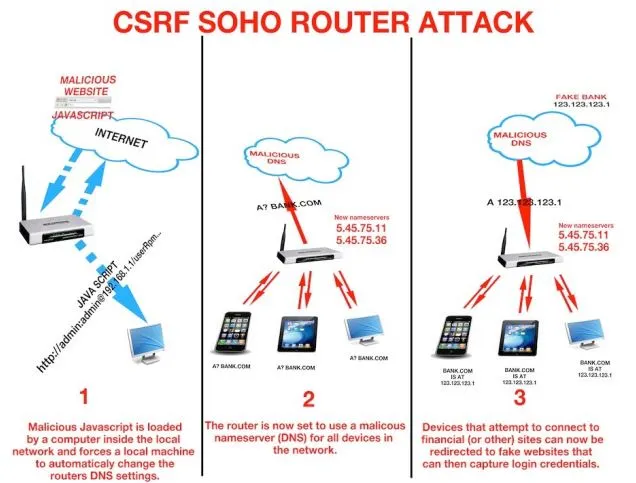 CSRF SOHO ROUTER ATTACK
MALICIOUS
WEBSITE
JAVASCRIPT
INTERNET
JAVA SCRIPT
http://admin:admin@192.168.1.1/userRpm...
1
Malicious Javascript is loaded
by a computer inside the local
network and forces a local machine
to automaticaly change the
routers DNS settings.
MALICIOUS
DNS
A? BANK.COM
New nameservers
5.45.75.11
5.45.75.36
A? BANK.COM
A? BANK.COM
A? BANK.COM
2
The router is now set to use a malicous
nameserver (DNS) for all devices in
the network.
FAKE BANK
123.123.123.1
MALICIOUS
DNS
A 123.123.123.1
New nameservers
5.45.75.11
5.45.75.36
BANK.COM
IS AT
123.123.123.1
BANK.COM
IS AT
123.123.123.1
BANK.COM
IS AT
123.123.123.1
3
Devices that attempt to connect to
financial (or other) sites can now be
redirected to fake websites that
can then capture login credentials.